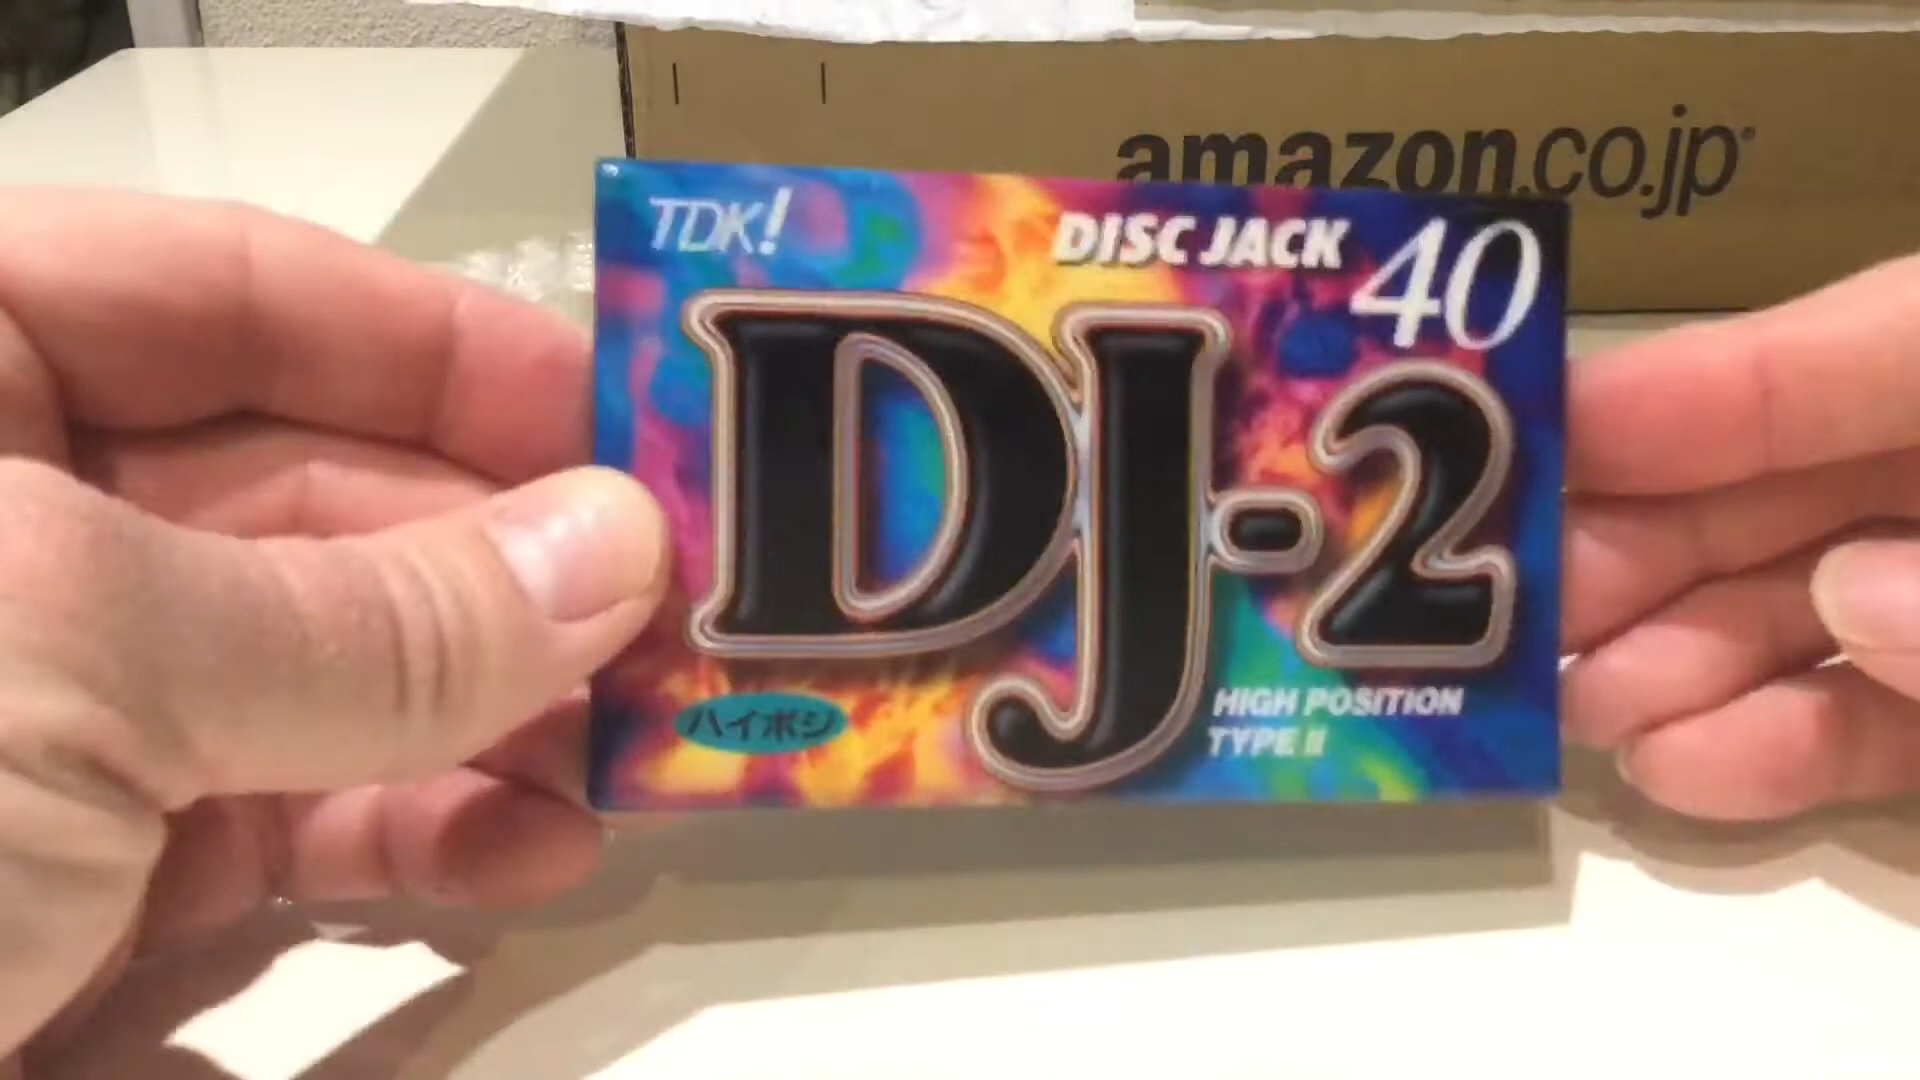 amazon.co.jp
TDK!
DISC JACK 40
DJ-2
ハイポジ
HIGH POSITION
TYPE II